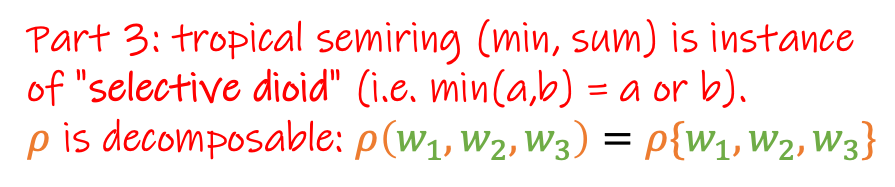 Part 3: tropical semiring (min, sum) is instance
of "selective dioid" (i.e. min(a,b) = a or b).
ρ is decomposable: ρ(w₁, w₂, w₃) = ρ{w₁, w₂, w₃}